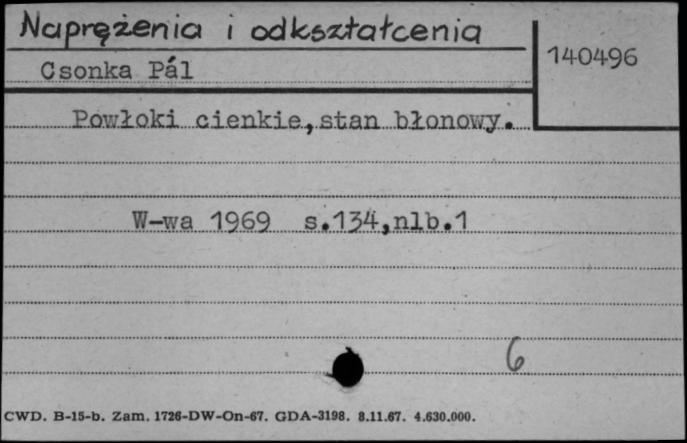 Naprężenia i odkształcenia
140496
Csonka Pál
Powłoki cienkie, stan błonowy.
W-wa 1969 s.134,nlb.1
6
CWD. B-15-b. Zam. 1726-DW-On-67. GDA-3198. 8.11.67. 4.630.000.